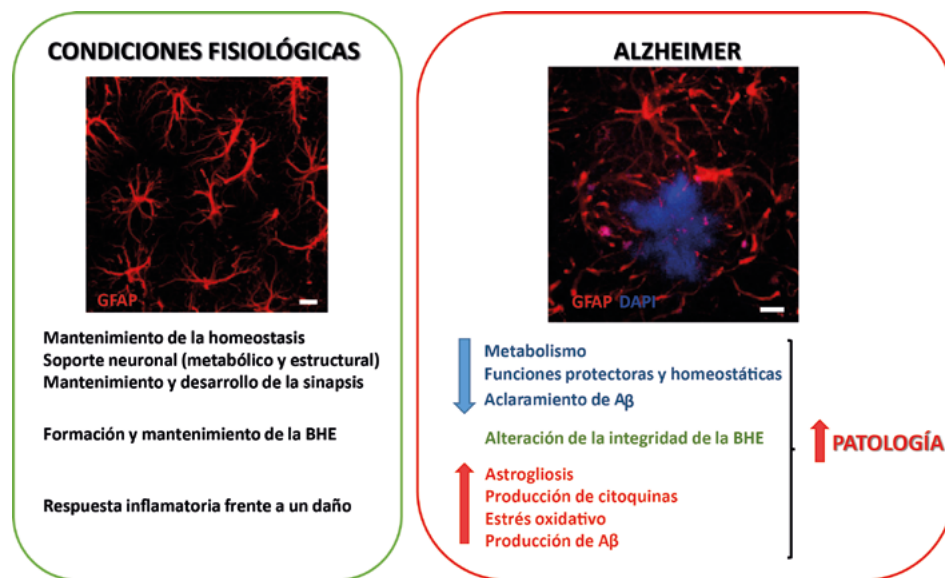 CONDICIONES FISIOLÓGICAS
GFAP
Mantenimiento de la homeostasis
Soporte neuronal (metabólico y estructural)
Mantenimiento y desarrollo de la sinapsis
Formación y mantenimiento de la BHE
Respuesta inflamatoria frente a un daño
ALZHEIMER
GFAP DAPI
Metabolismo
Funciones protectoras y homeostáticas
Aclaramiento de Aβ
Alteración de la integridad de la BHE
Astrogliosis
Producción de citoquinas
Estrés oxidativo
Producción de Aβ
PATOLOGÍA